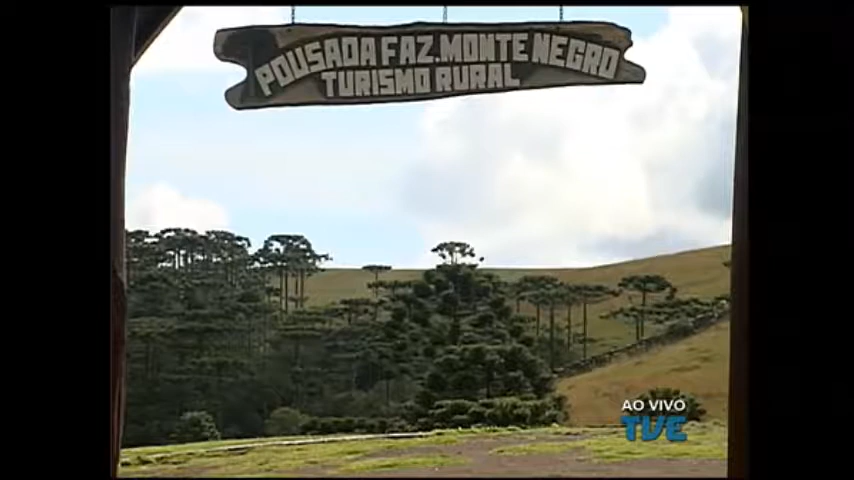 POUSADA FAZ. MONTE NEGRO
TURISMO RURAL
AO VIVO
TVE